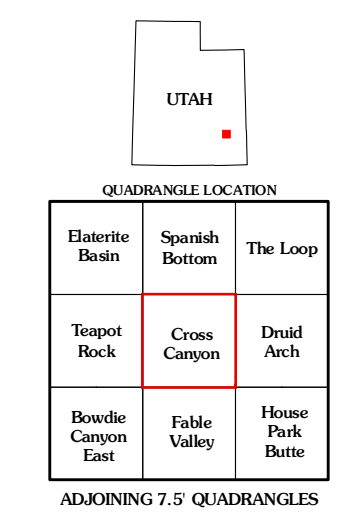 UTAH
QUADRANGLE LOCATION
Elaterite
Basin
Spanish
Bottom
The Loop
Teapot
Rock
Cross
Canyon
Druid
Arch
Bowdie
Canyon
East
Fable
Valley
House
Park
Butte
ADJOINING 7.5' QUADRANGLES